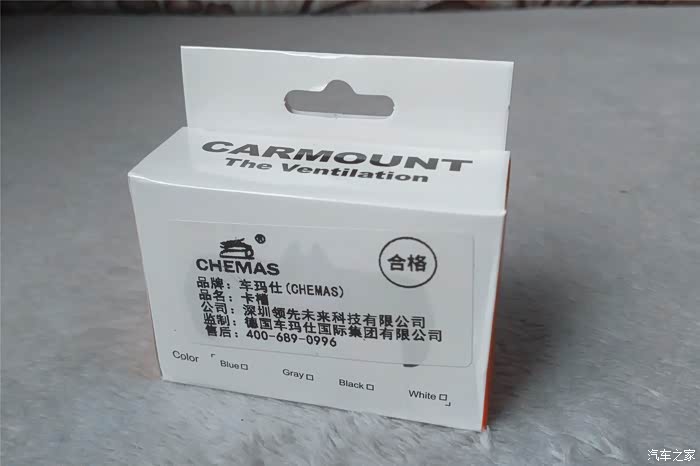 CARMOUNT
The Ventilation
®
CHEMAS
合格
品牌：车玛仕(CHEMAS)
品名：卡槽
公司：深圳领先未来科技有限公司
监制：德国车玛仕国际集团有限公司
售后：400-689-0996
Color Blue Gray Black White
汽车之家